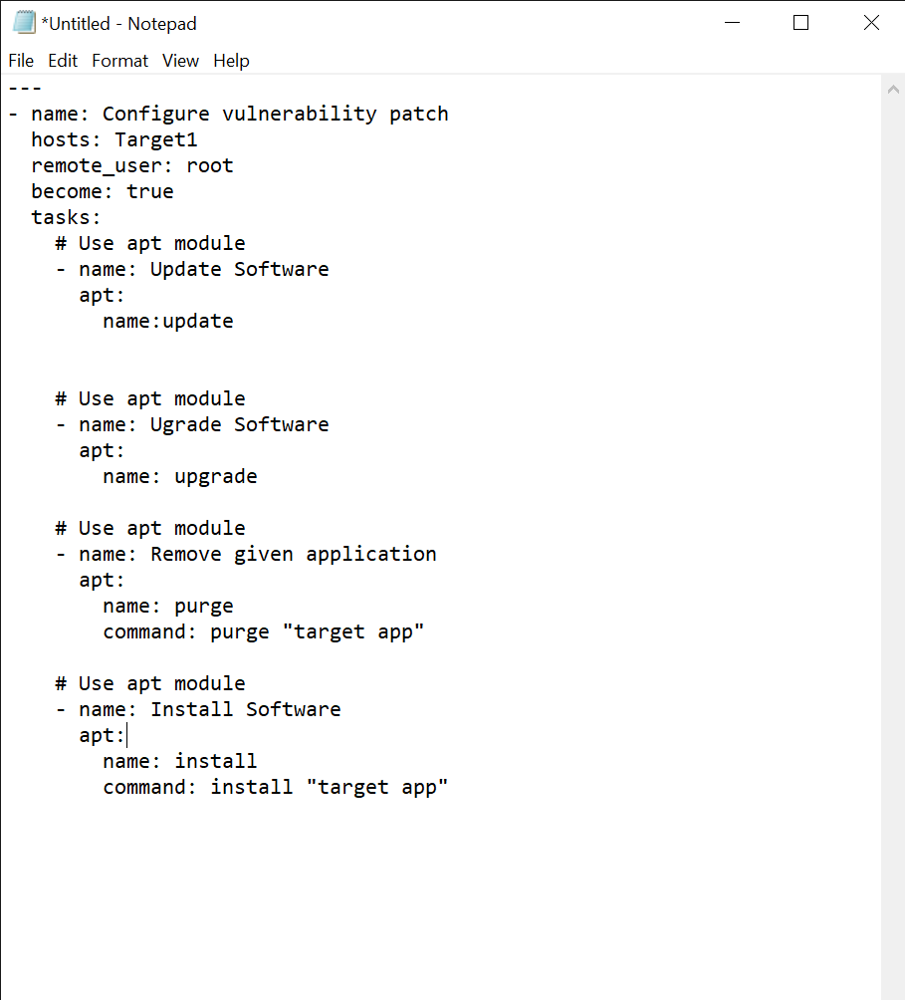 *Untitled - Notepad
File Edit Format View Help
---
- name: Configure vulnerability patch
  hosts: Target1
  remote_user: root
  become: true
  tasks:
    # Use apt module
    - name: Update Software
      apt:
        name:update
    # Use apt module
    - name: Ugrade Software
      apt:
        name: upgrade
    # Use apt module
    - name: Remove given application
      apt:
        name: purge
        command: purge "target app"
    # Use apt module
    - name: Install Software
      apt:
        name: install
        command: install "target app"